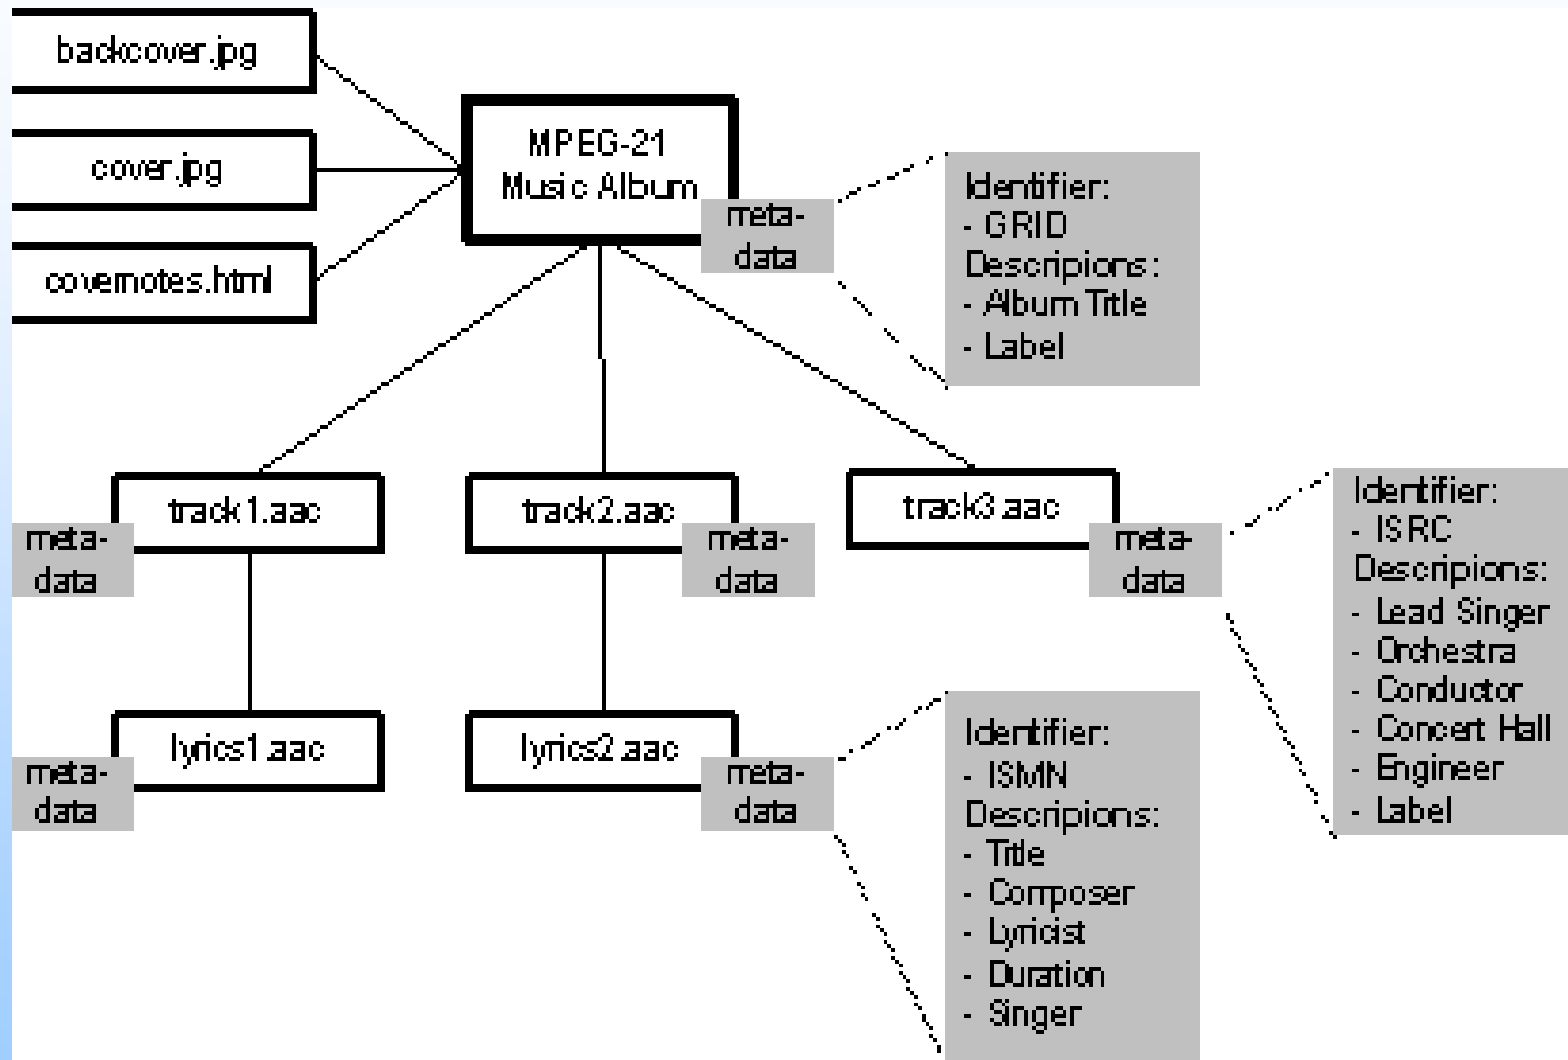 backcover.jpg
cover.jpg
covernotes.html
MPEG-21
Music Album
meta-
data
Identifier:
- GRID
Descripions:
- Album Title
- Label
track1.aac
meta-
data
track2.aac
meta-
data
track3.aac
meta-
data
Identifier:
- ISRC
Descripions:
- Lead Singer
- Orchestra
- Conductor
- Concert Hall
- Engineer
- Label
lyrics1.aac
meta-
data
lyrics2.aac
meta-
data
Identifier:
- ISMN
Descripions:
- Title
- Composer
- Lyricist
- Duration
- Singer